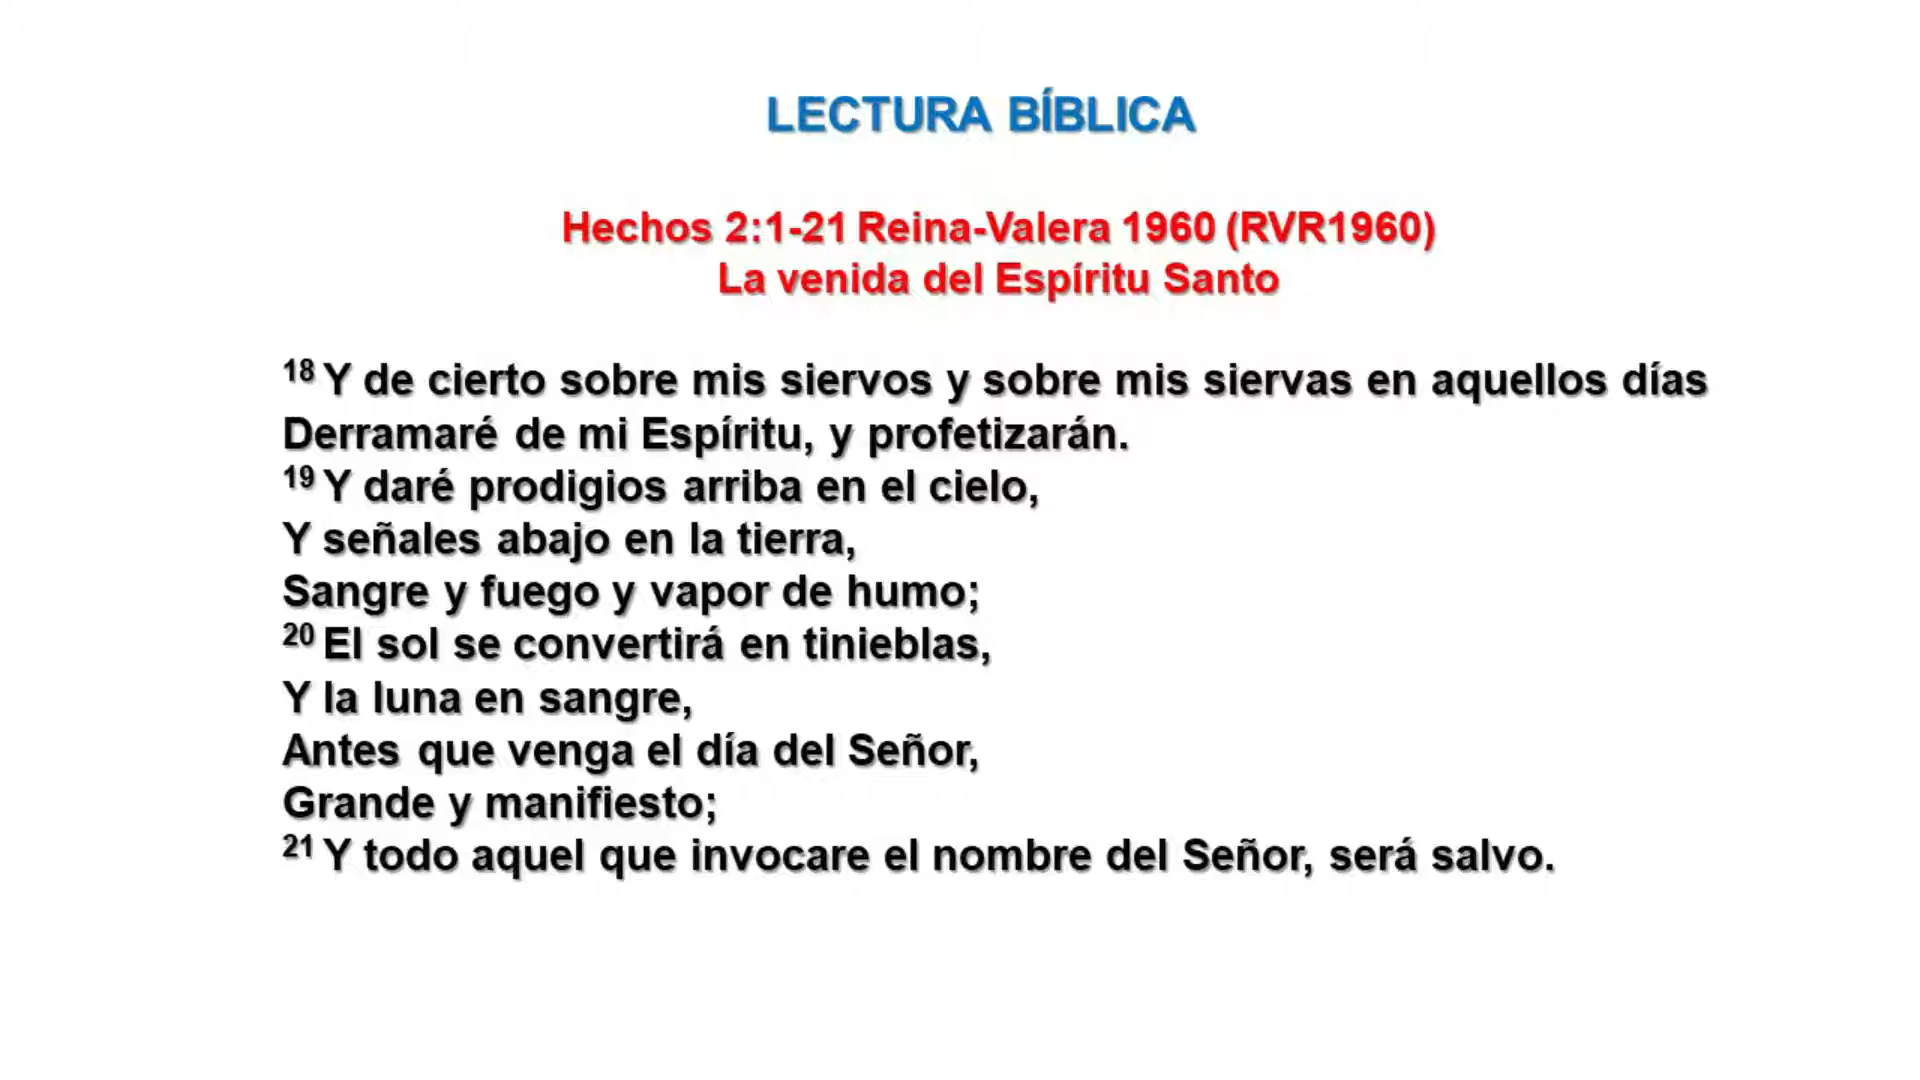 LECTURA BÍBLICA
Hechos 2:1-21 Reina-Valera 1960 (RVR1960)
La venida del Espíritu Santo
18 Y de cierto sobre mis siervos y sobre mis siervas en aquellos días
Derramaré de mi Espíritu, y profetizarán.
19 Y daré prodigios arriba en el cielo,
Y señales abajo en la tierra,
Sangre y fuego y vapor de humo;
20 El sol se convertirá en tinieblas,
Y la luna en sangre,
Antes que venga el día del Señor,
Grande y manifiesto;
21 Y todo aquel que invocare el nombre del Señor, será salvo.